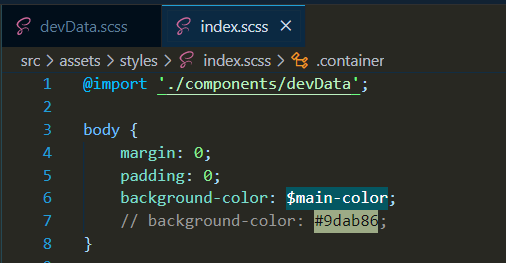 devData.scss
index.scss
src > assets > styles > index.scss > .container
1 @import './components/devData';
2
3 body {
4 margin: 0;
5 padding: 0;
6 background-color: $main-color;
7 // background-color: #9dab86;
8 }